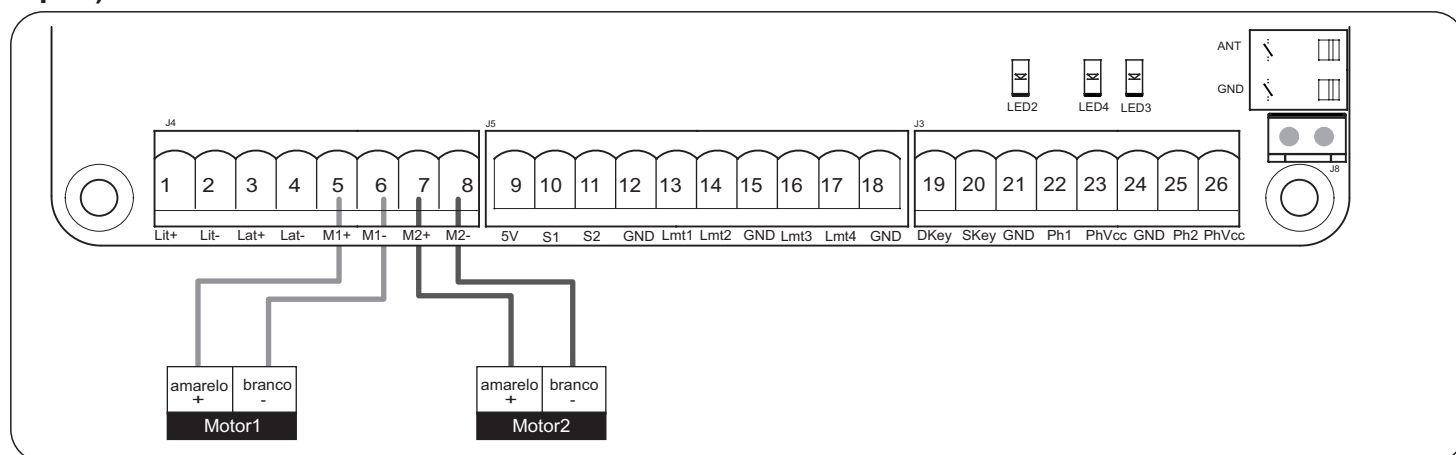 ANT
GND
LED2 LED4 LED3
J4 J5 J3 J8
1 2 3 4 5 6 7 8 9 10 11 12 13 14 15 16 17 18 19 20 21 22 23 24 25 26
Lit+ Lit- Lat+ Lat- M1+ M1- M2+ M2- 5V S1 S2 GND Lmt1 Lmt2 GND Lmt3 Lmt4 GND DKey SKey GND Ph1 PhVcc GND Ph2 PhVcc
amarelo branco amarelo branco
+ - + -
Motor1 Motor2